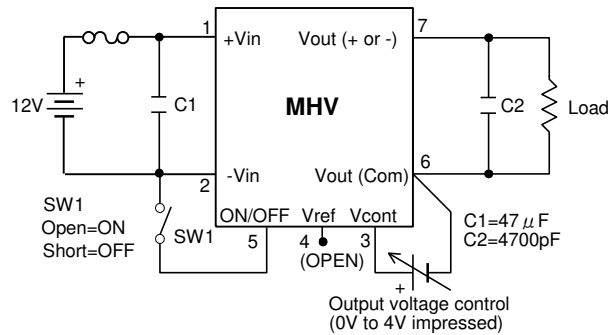 1
+Vin
Vout (+ or -)
7
+
12V
C1
MHV
C2
Load
2
-Vin
Vout (Com)
6
SW1
Open=ON
Short=OFF
SW1
ON/OFF
Vref
Vcont
5
4
3
(OPEN)
C1=47μF
C2=4700pF
+
Output voltage control
(0V to 4V impressed)